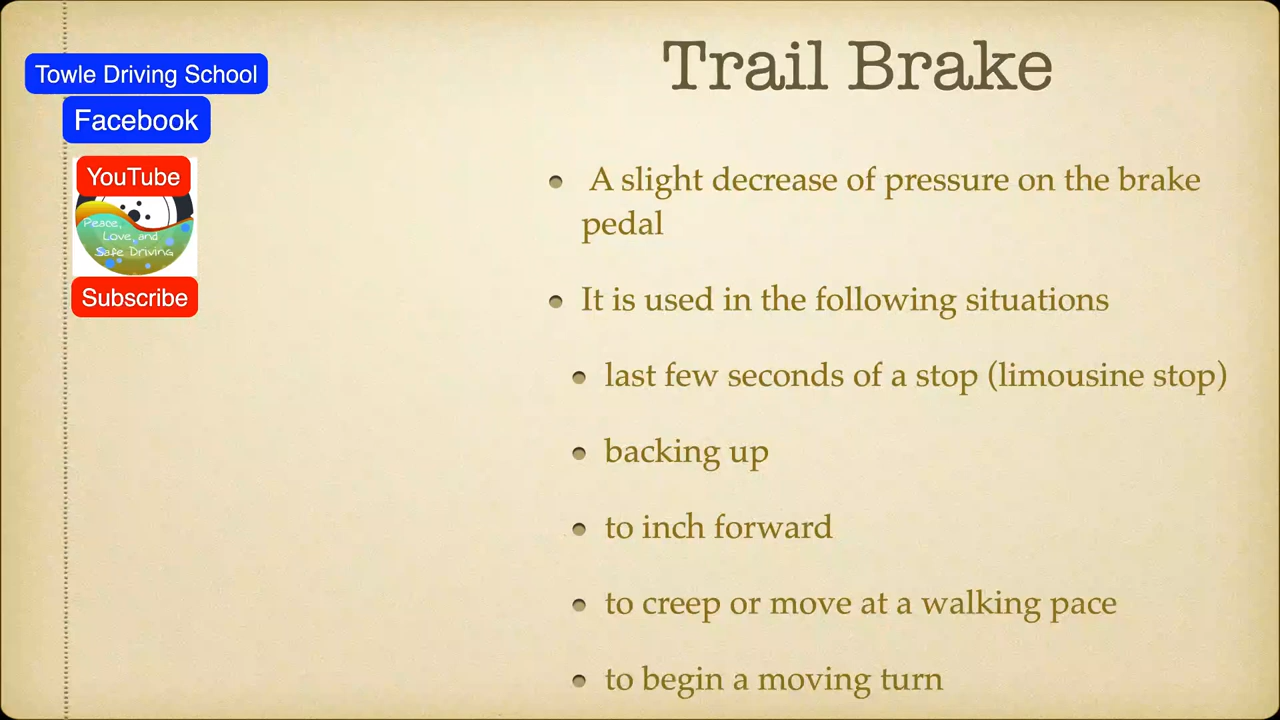 Towle Driving School
Facebook
YouTube
Peace,
Love, and
Safe Driving
Subscribe
Trail Brake
A slight decrease of pressure on the brake
pedal
It is used in the following situations
last few seconds of a stop (limousine stop)
backing up
to inch forward
to creep or move at a walking pace
to begin a moving turn